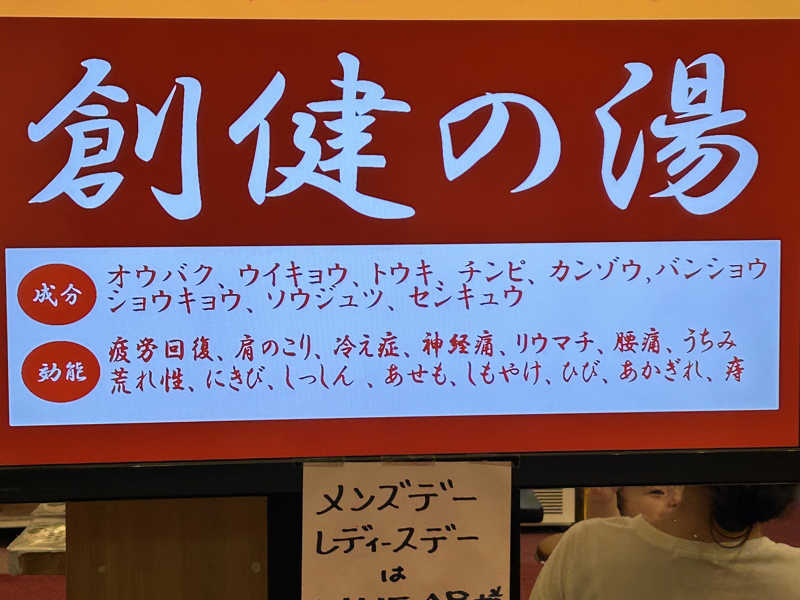 創健の湯
成分
オウバク、ウイキョウ、トウキ、チンピ、カンゾウ,バンショウ
ショウキョウ、ソウジュツ、センキュウ
効能
疲労回復、肩のこり、冷え症、神経痛、リウマチ、腰痛、うちみ
荒れ性、にきび、しっしん、あせも、しもやけ、ひび、あかぎれ、痔
メンズデー
レディースデー
は